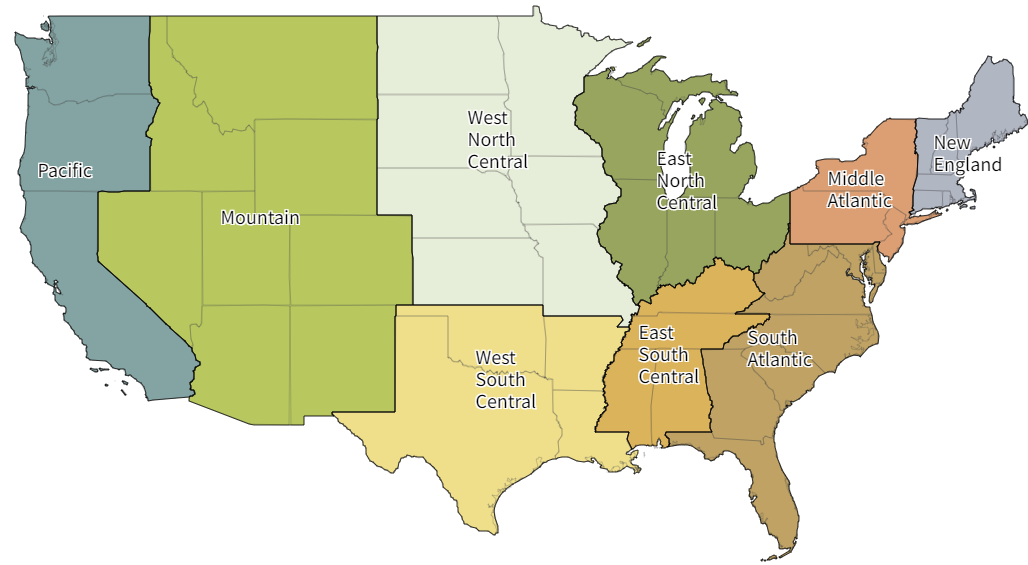 Pacific
Mountain
West
North
Central
East
North
Central
Middle
Atlantic
New
England
West
South
Central
East
South
Central
South
Atlantic